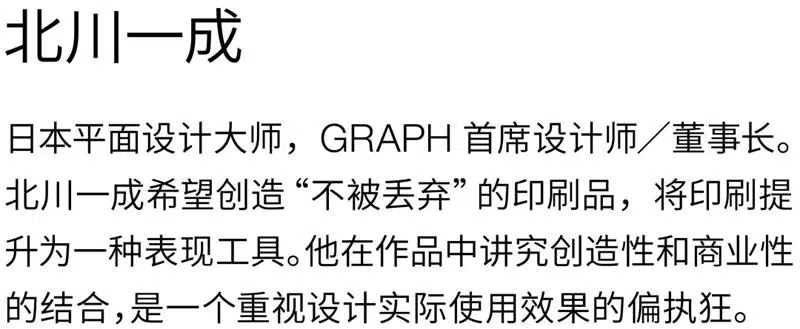 北川一成
日本平面设计大师，GRAPH 首席设计师／董事长。
北川一成希望创造“不被丢弃”的印刷品，将印刷提
升为一种表现工具。他在作品中讲究创造性和商业性
的结合，是一个重视设计实际使用效果的偏执狂。